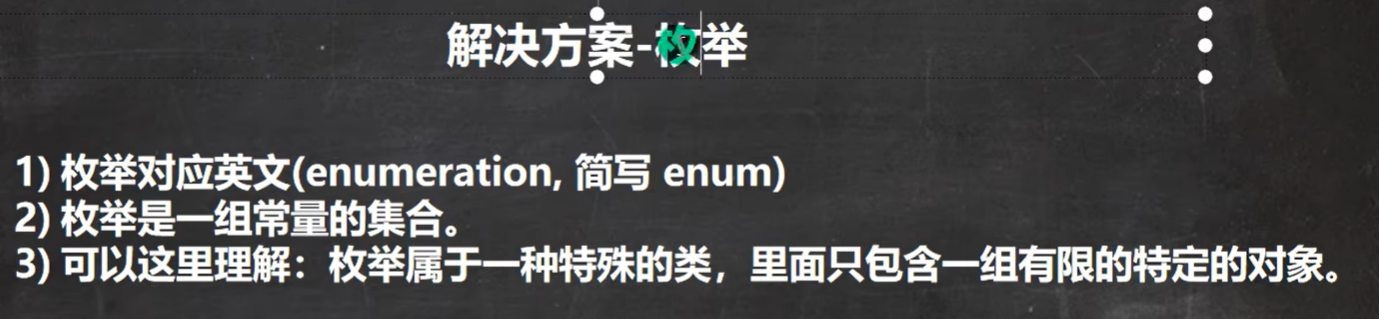 解决方案-枚举
1) 枚举对应英文(enumeration, 简写 enum)
2) 枚举是一组常量的集合。
3) 可以这里理解：枚举属于一种特殊的类，里面只包含一组有限的特定的对象。